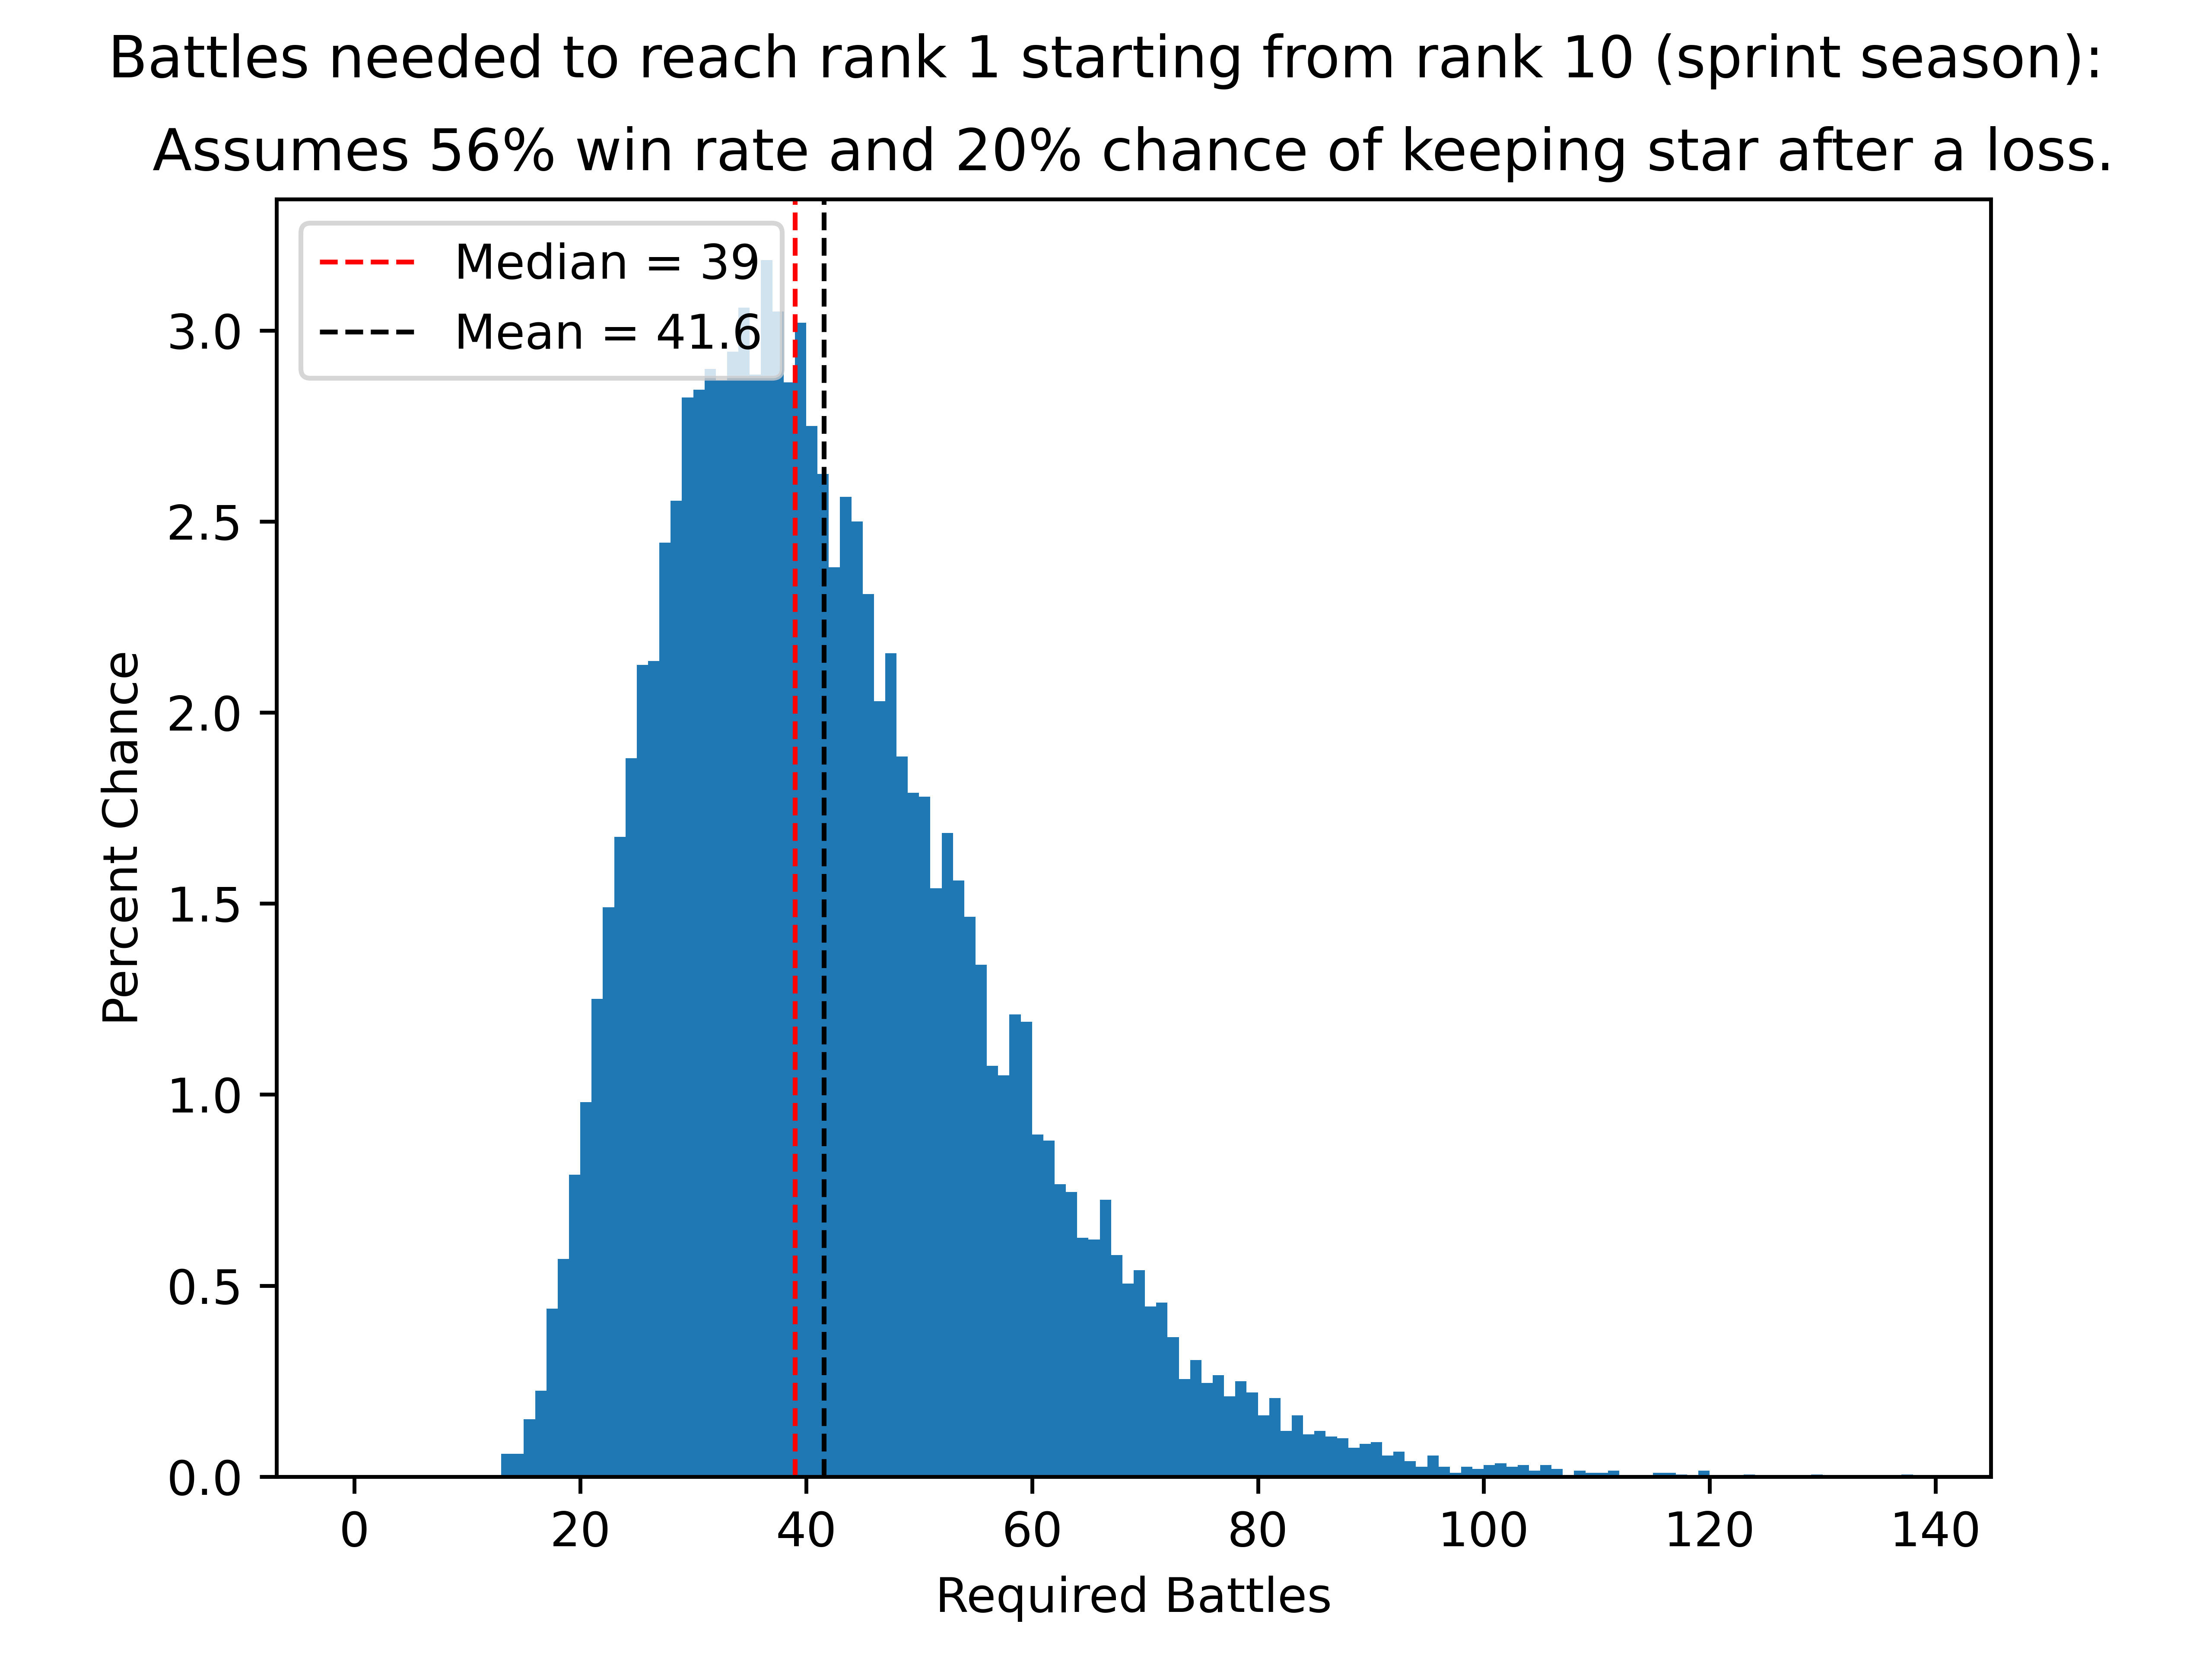 Battles needed to reach rank 1 starting from rank 10 (sprint season):
Assumes 56% win rate and 20% chance of keeping star after a loss.
Median = 39
Mean = 41.6
3.0
2.5
2.0
1.5
1.0
0.5
0.0
Percent Chance
0 20 40 60 80 100 120 140
Required Battles